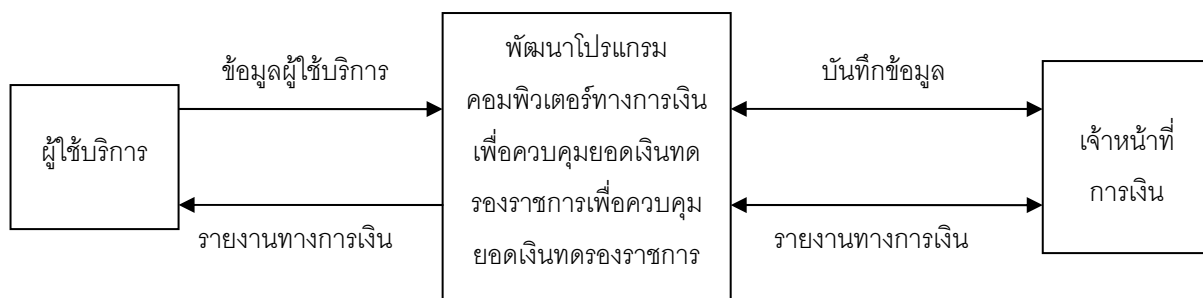 ผู้ใช้บริการ
ข้อมูลผู้ใช้บริการ
รายงานทางการเงิน
พัฒนาโปรแกรม
คอมพิวเตอร์ทางการเงิน
เพื่อควบคุมยอดเงินทด
รองราชการเพื่อควบคุม
ยอดเงินทดรองราชการ
บันทึกข้อมูล
รายงานทางการเงิน
เจ้าหน้าที่
การเงิน